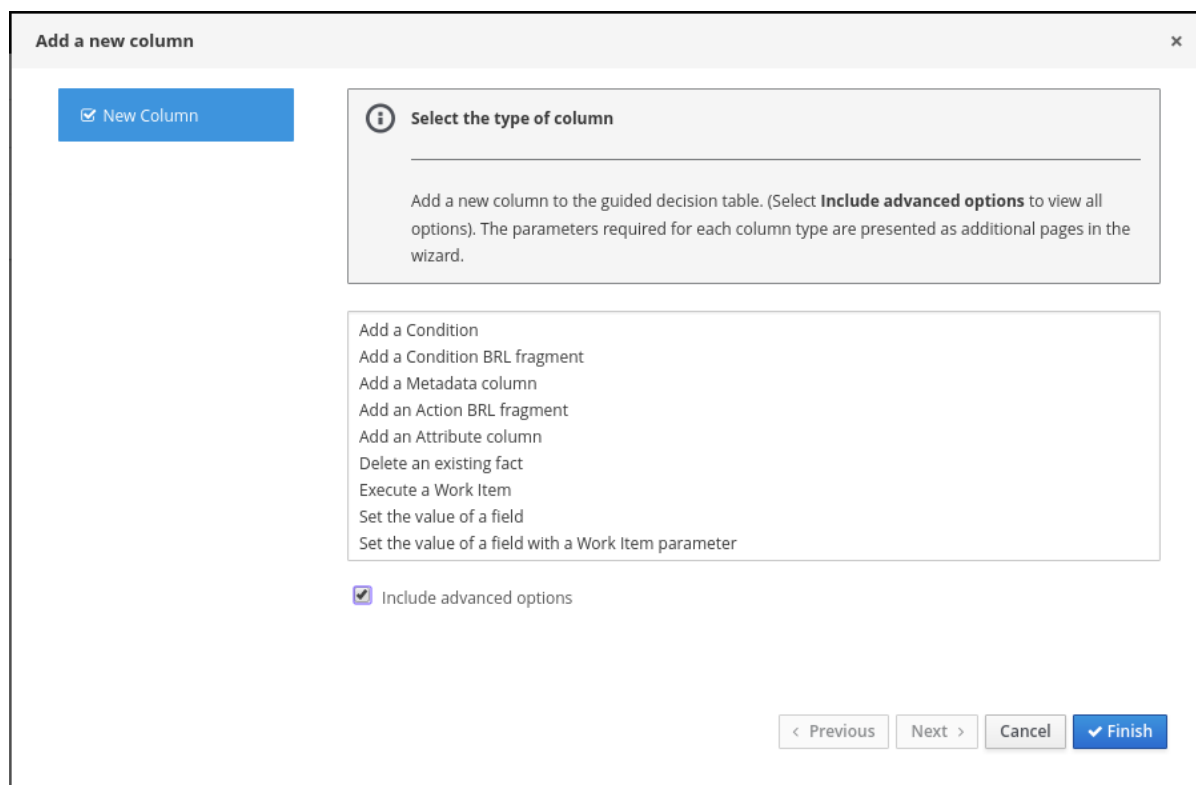 Add a new column
×
New Column
Select the type of column
Add a new column to the guided decision table. (Select Include advanced options to view all
options). The parameters required for each column type are presented as additional pages in the
wizard.
Add a Condition
Add a Condition BRL fragment
Add a Metadata column
Add an Action BRL fragment
Add an Attribute column
Delete an existing fact
Execute a Work Item
Set the value of a field
Set the value of a field with a Work Item parameter
Include advanced options
< Previous
Next >
Cancel
Finish